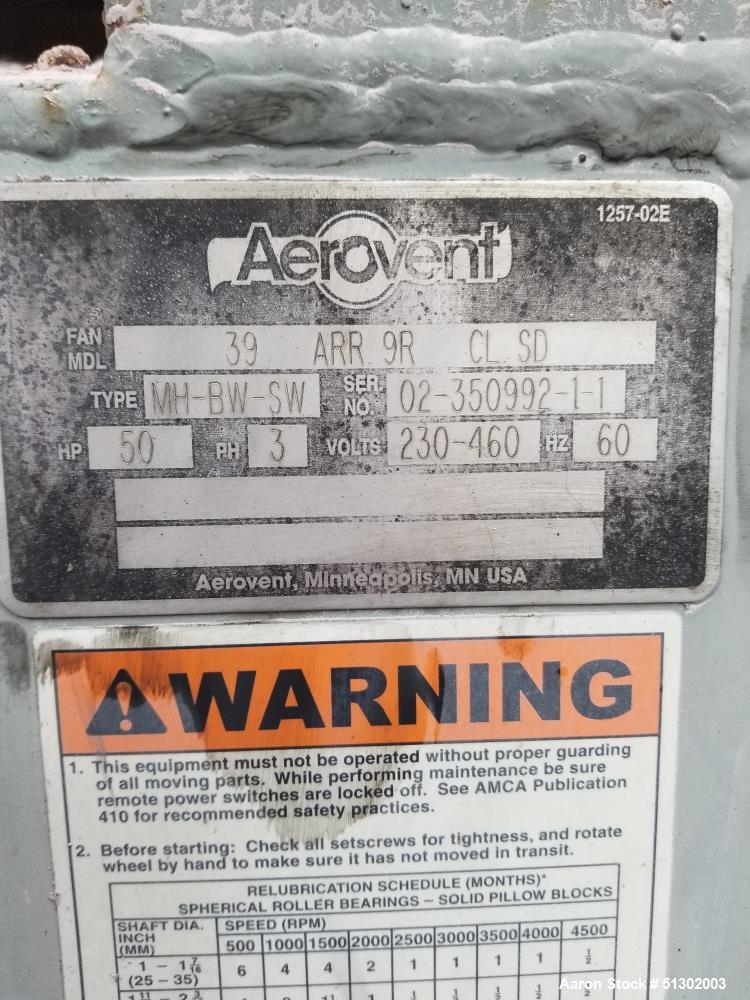 1257-02E
Aerovent
FAN MDL 39 ARR 9R CL SD
TYPE MH-BW-SW SER. NO. 02-350992-1-1
HP 50 PH 3 VOLTS 230-460 HZ 60
Aerovent, Minneapolis, MN USA
WARNING
1. This equipment must not be operated without proper guarding
of all moving parts. While performing maintenance be sure
remote power switches are locked off. See AMCA Publication
410 for recommended safety practices.
2. Before starting: Check all setscrews for tightness, and rotate
wheel by hand to make sure it has not moved in transit.
RELUBRICATION SCHEDULE (MONTHS)*
SPHERICAL ROLLER BEARINGS – SOLID PILLOW BLOCKS
SHAFT DIA. INCH (MM) SPEED (RPM)
500 1000 1500 2000 2500 3000 3500 4000 4500
1 – 1 7/16 (25 – 35) 6 4 4 2 1 1 1 1 1/2
Aaron Stock # 51302003